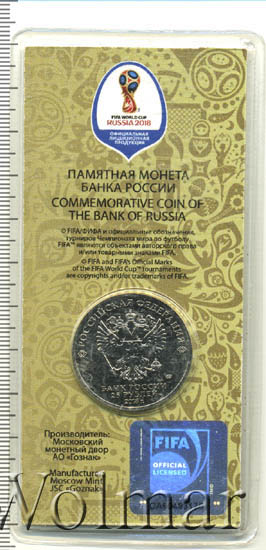 FIFA WORLD CUP
RUSSIA 2018
ОФИЦИАЛЬНАЯ
ЛИЦЕНЗИОННАЯ
ПРОДУКЦИЯ
ПАМЯТНАЯ МОНЕТА
БАНКА РОССИИ
COMMEMORATIVE COIN OF
THE BANK OF RUSSIA
© FIFA/ФИФА и официальные обозначения
турниров Чемпионата мира по футболу
FIFA™ являются объектами авторского права
и/или товарными знаками FIFA.
© FIFA and FIFA's Official Marks
of the FIFA World Cup™ Tournaments
are copyrights and/or trademarks of FIFA.
РОССИЙСКАЯ ФЕДЕРАЦИЯ
БАНК РОССИИ
25 РУБЛЕЙ
Производитель:
Московский
монетный двор
АО «Гознак»
Manufacturer
Moscow Mint
JSC «Goznak»
FIFA
OFFICIAL
LICENSED
Volmar